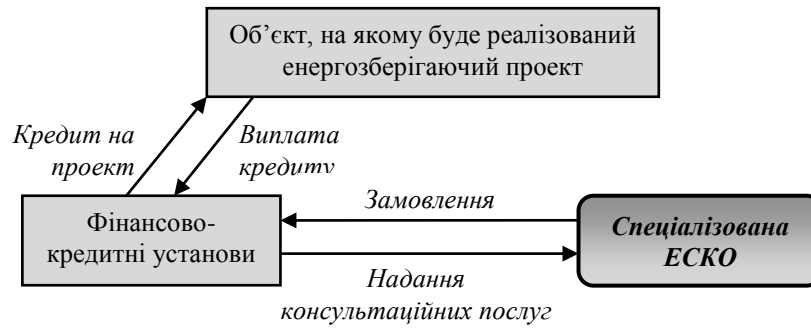 Об’єкт, на якому буде реалізований
енергозберігаючий проект
Кредит на
проект
Виплата
кредиту
Фінансово-
кредитні установи
Замовлення
Надання
консультаційних послуг
Спеціалізована
ЕСКО